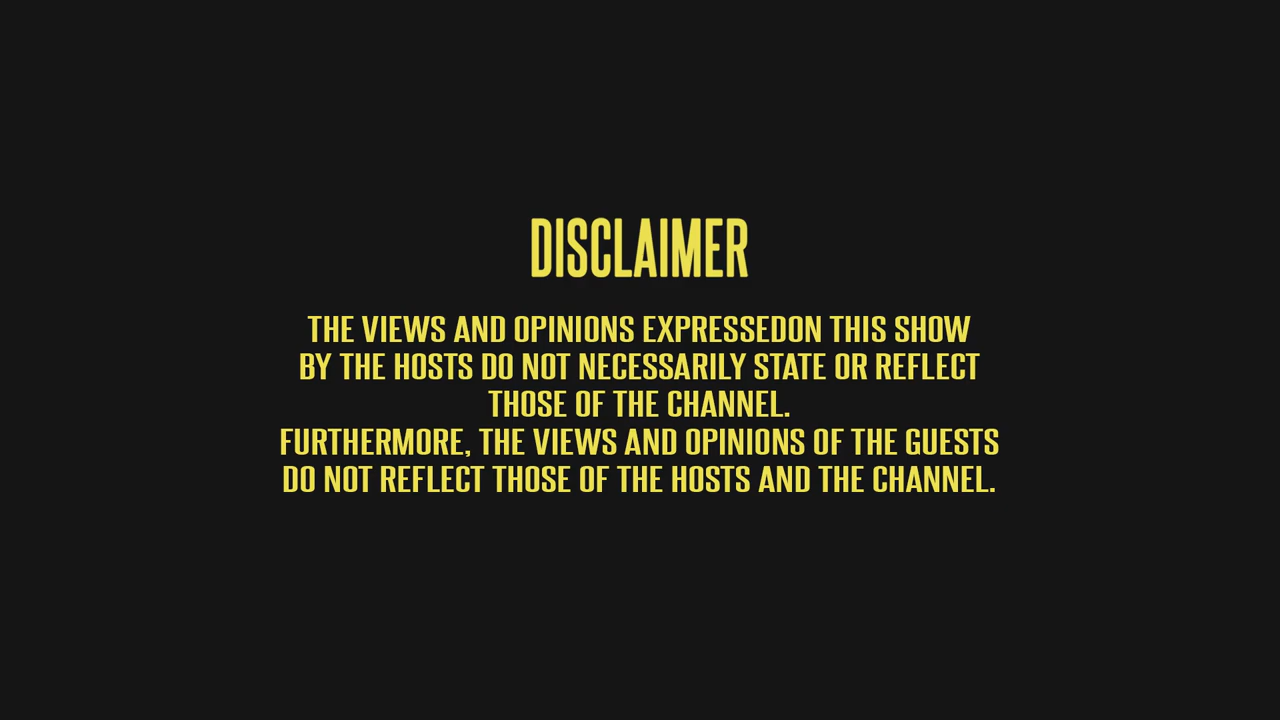 DISCLAIMER
THE VIEWS AND OPINIONS EXPRESSEDON THIS SHOW
BY THE HOSTS DO NOT NECESSARILY STATE OR REFLECT
THOSE OF THE CHANNEL.
FURTHERMORE, THE VIEWS AND OPINIONS OF THE GUESTS
DO NOT REFLECT THOSE OF THE HOSTS AND THE CHANNEL.